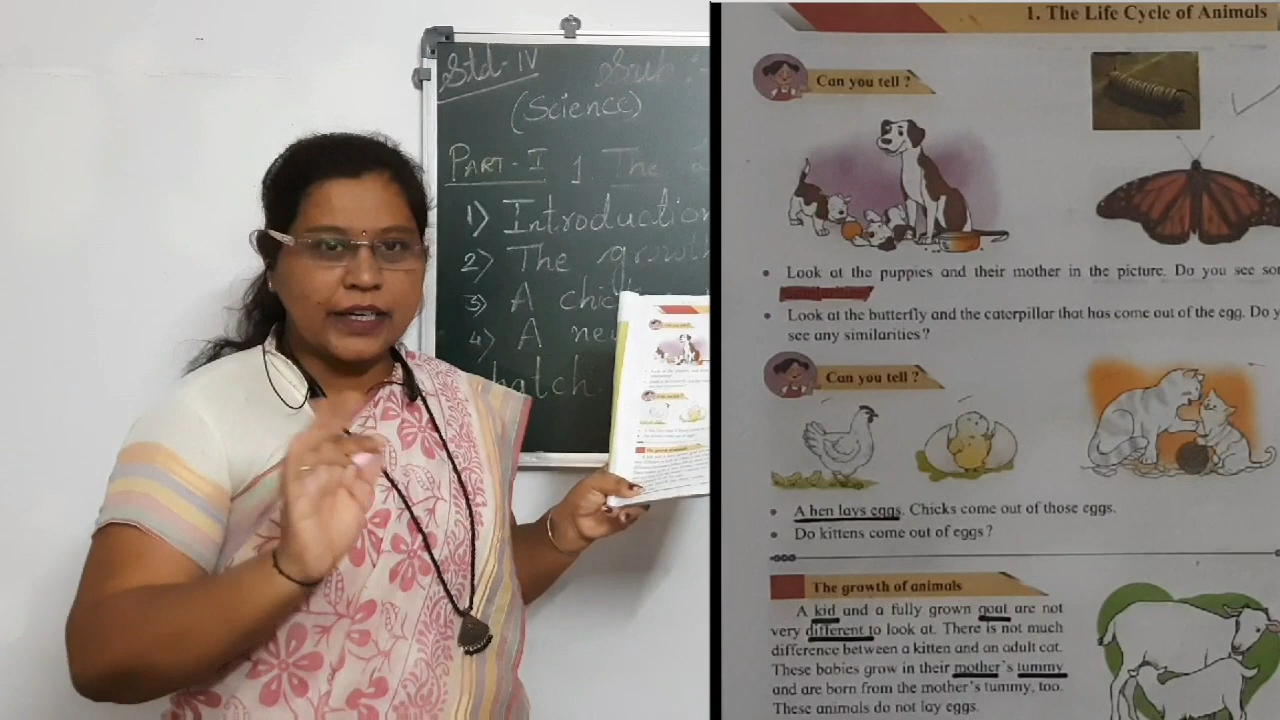 Std-IV Sub:-
(Science)
PART-I 1. The
1) Introduction
2) The growth
3) A
4) A
hatch
1. The Life Cycle of Animals
Can you tell ?
Look at the puppies and their mother in the picture. Do you see
Look at the butterfly and the caterpillar that has come out of the egg. Do
see any similarities?
Can you tell ?
A hen lays eggs. Chicks come out of those eggs.
Do kittens come out of eggs?
The growth of animals
A kid and a fully grown goat are not
very different to look at. There is not much
difference between a kitten and an adult cat.
These babies grow in their mother's tummy
and are born from the mother's tummy, too.
These animals do not lay eggs.